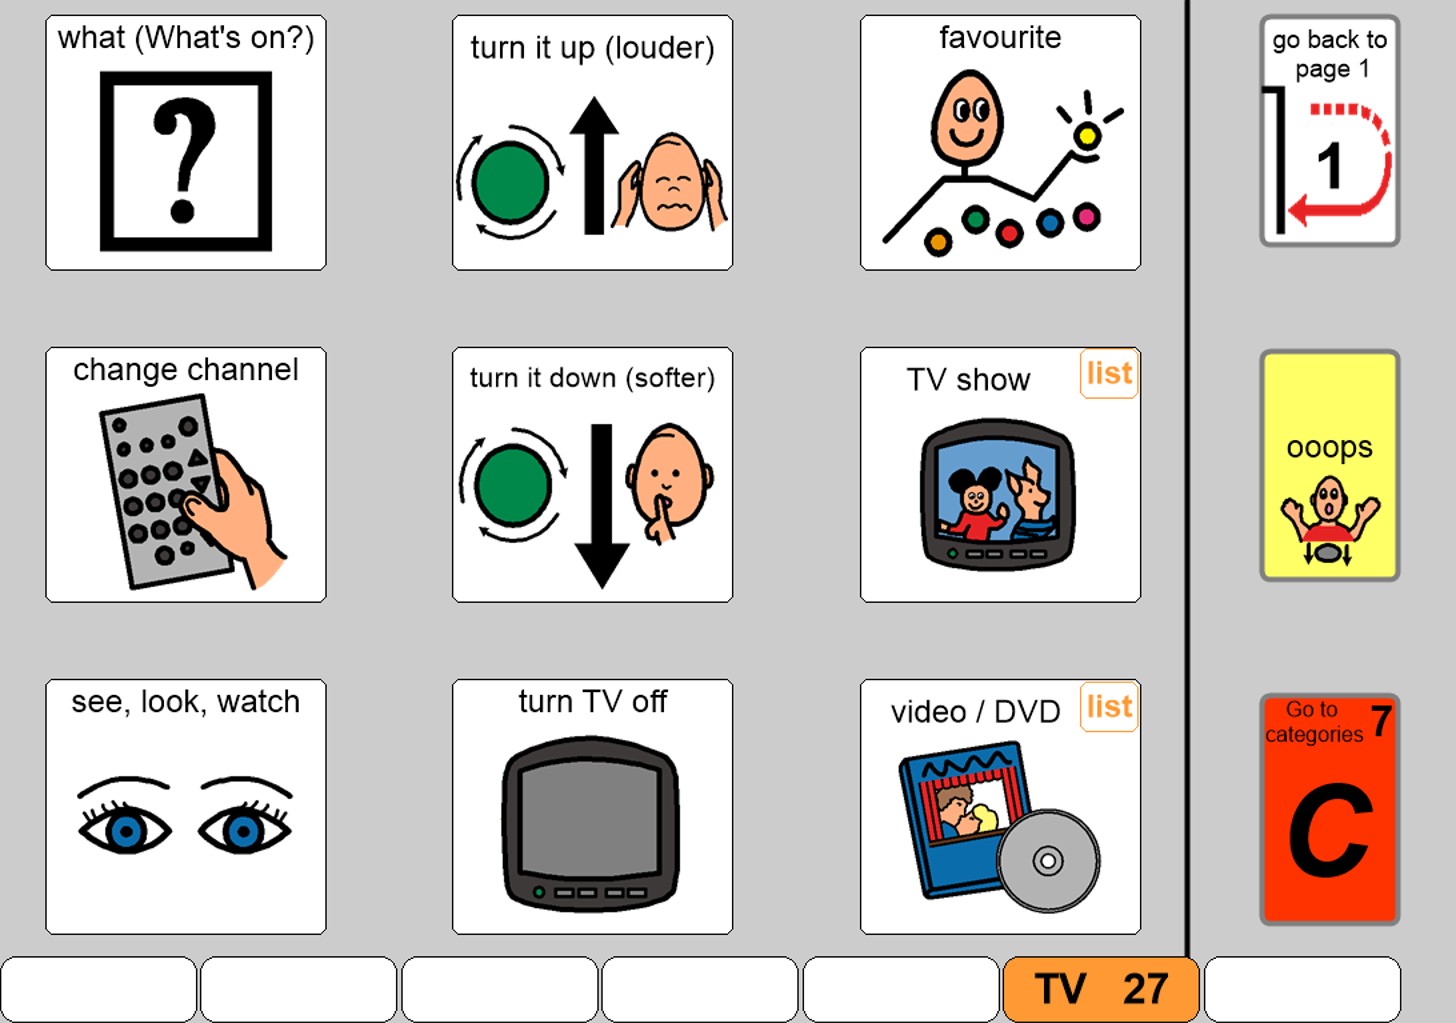 what (What's on?)
turn it up (louder)
favourite
go back to
page 1
1
change channel
turn it down (softer)
TV show
list
ooops
see, look, watch
turn TV off
video / DVD
list
Go to
categories
7
C
TV 27